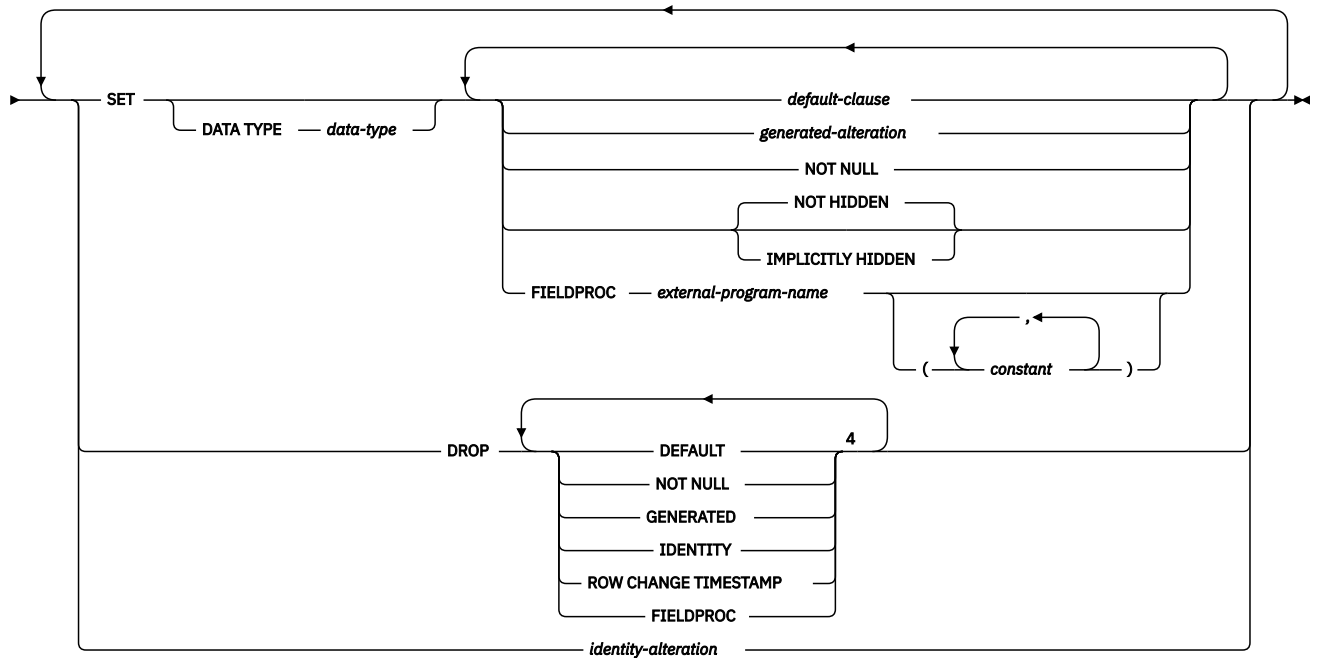 SET default-clause
DATA TYPE data-type
generated-alteration
NOT NULL
NOT HIDDEN
IMPLICITLY HIDDEN
FIELDPROC external-program-name
,
( constant )
4
DROP DEFAULT
NOT NULL
GENERATED
IDENTITY
ROW CHANGE TIMESTAMP
FIELDPROC
identity-alteration